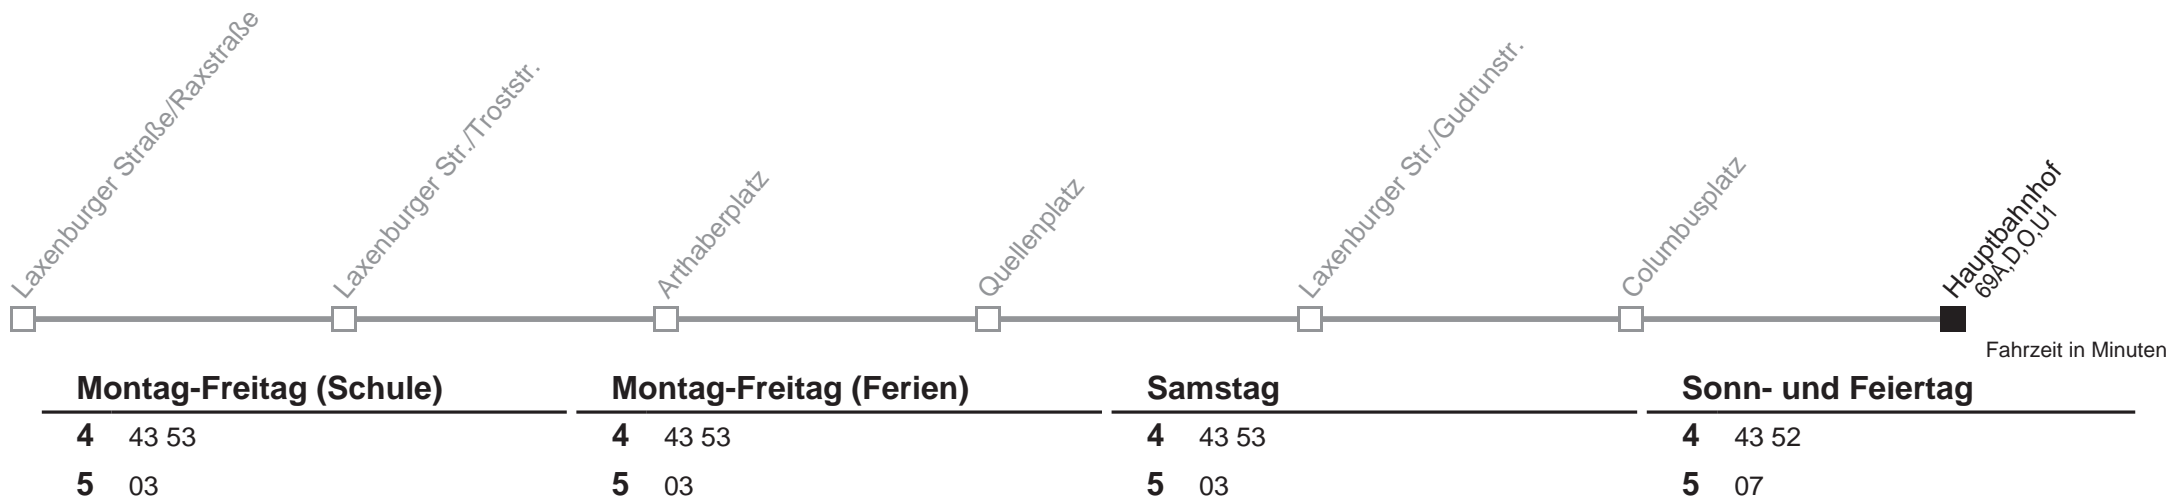 Laxenburger Straße/Raxstraße
Laxenburger Str./Troststr.
Arthaberplatz
Quellenplatz
Laxenburger Str./Gudrunstr.
Columbusplatz
Hauptbahnhof
69A,D,O,U1
Fahrzeit in Minuten
Montag-Freitag (Schule)
4 43 53
5 03
Montag-Freitag (Ferien)
4 43 53
5 03
Samstag
4 43 53
5 03
Sonn- und Feiertag
4 43 52
5 07